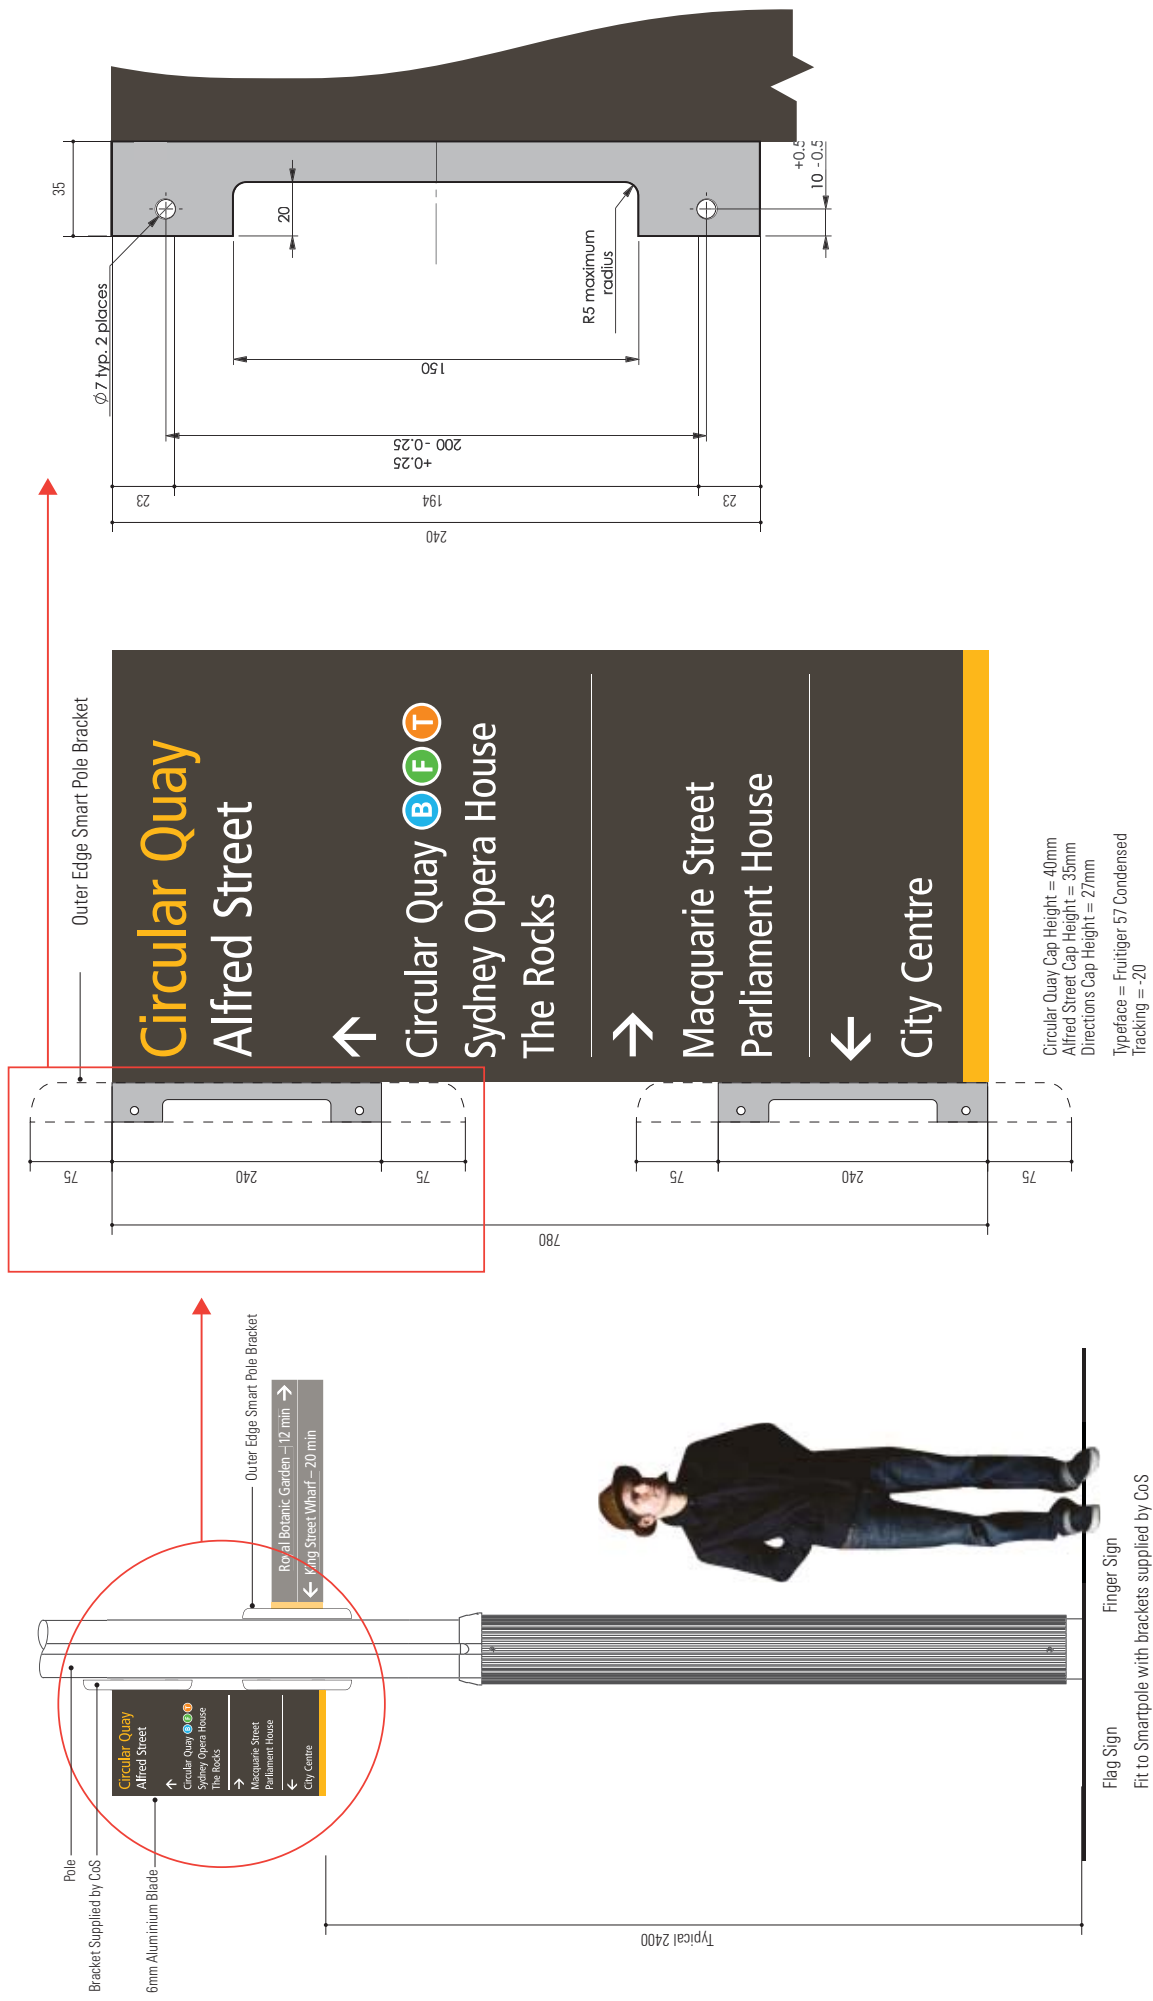 Pole
Bracket Supplied by CoS
6mm Aluminium Blade
Circular Quay
Alfred Street
Circular Quay B F T
Sydney Opera House
The Rocks
Macquarie Street
Parliament House
City Centre
Outer Edge Smart Pole Bracket
Royal Botanic Garden – 12 min
King Street Wharf – 20 min
Typical 2400
Flag Sign
Finger Sign
Fit to Smartpole with brackets supplied by CoS
Outer Edge Smart Pole Bracket
75
240
75
75
240
75
780
Circular Quay
Alfred Street
Circular Quay B F T
Sydney Opera House
The Rocks
Macquarie Street
Parliament House
City Centre
Circular Quay Cap Height = 40mm
Alfred Street Cap Height = 35mm
Directions Cap Height = 27mm
Typeface = Fruitiger 57 Condensed
Tracking = -20
35
Ø 7 typ. 2 places
20
R5 maximum
radius
+0.5
10 -0.5
150
+0.25
200 -0.25
23
194
23
240